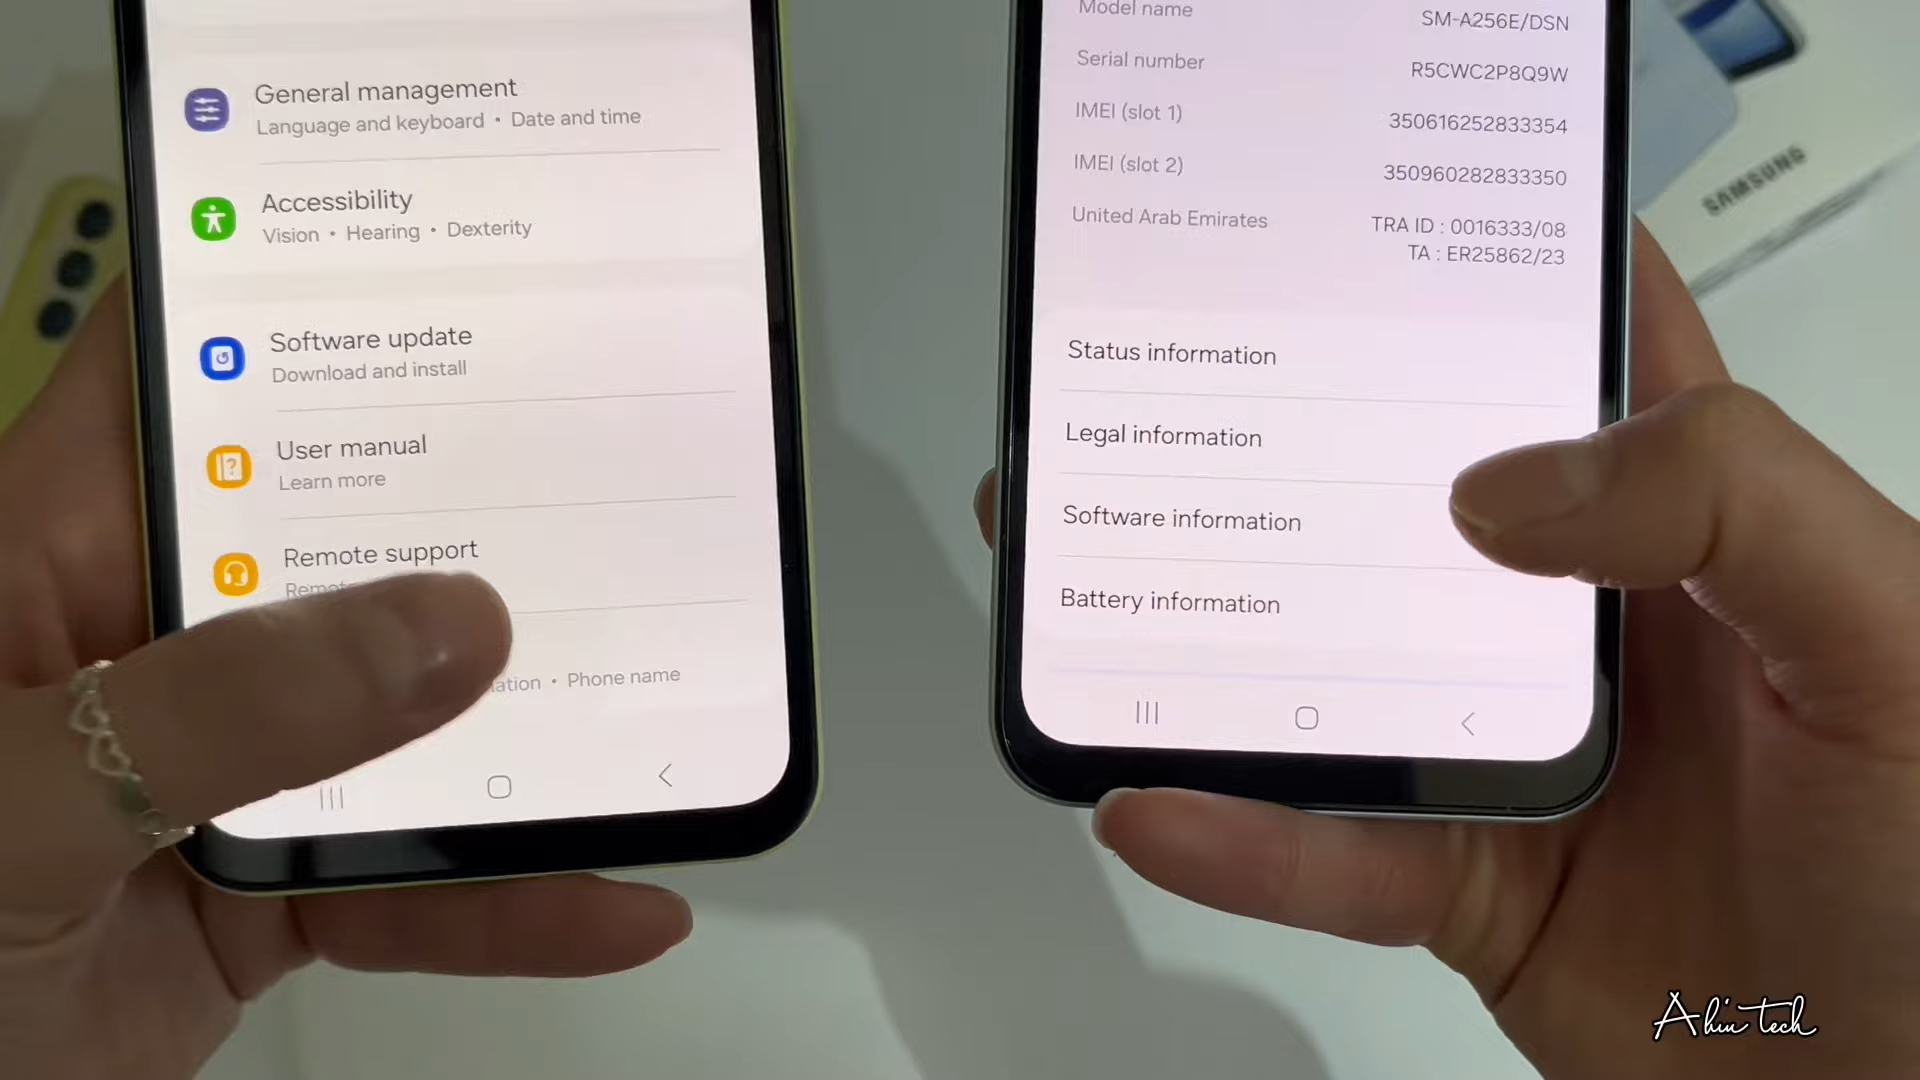 General management
Language and keyboard • Date and time
Accessibility
Vision • Hearing • Dexterity
Software update
Download and install
User manual
Learn more
Remote support
• Phone name
Model name SM-A256E/DSN
Serial number R5CWC2P8Q9W
IMEI (slot 1) 350616252833354
IMEI (slot 2) 350960282833350
United Arab Emirates TRA ID : 0016333/08
TA : ER25862/23
Status information
Legal information
Software information
Battery information
SAMSUNG
Ahin tech